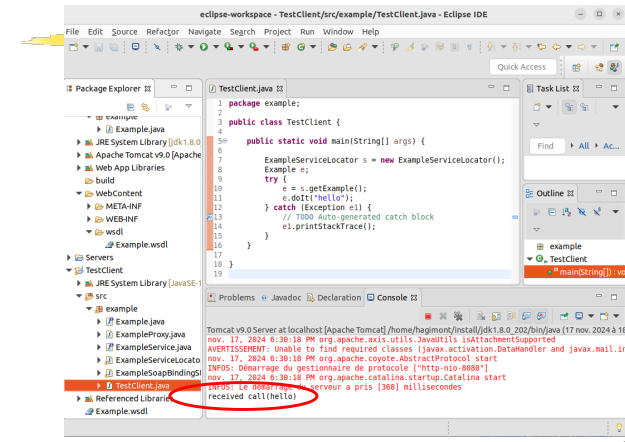 eclipse-workspace - TestClient/src/example/TestClient.java - Eclipse IDE
File Edit Source Refactor Navigate Search Project Run Window Help
Quick Access
Package Explorer
example
Example.java
JRE System Library [jdk1.8.0
Apache Tomcat v9.0 [Apache
Web App Libraries
build
WebContent
META-INF
WEB-INF
wsdl
Example.wsdl
Servers
TestClient
JRE System Library [JavaSE-1
src
example
Example.java
ExampleProxy.java
ExampleService.java
ExampleServiceLocato
ExampleSoapBindingSt
TestClient.java
Referenced Libraries
Example.wsdl
TestClient.java
1 package example;
2
3 public class TestClient {
4
5 public static void main(String[] args) {
6
7 ExampleServiceLocator s = new ExampleServiceLocator();
8 Example e;
9 try {
10 e = s.getExample();
11 e.doIt("hello");
12 } catch (Exception e1) {
13 // TODO Auto-generated catch block
14 e1.printStackTrace();
15 }
16 }
17
18 }
19
Task List
Find All Ac...
Outline
example
TestClient
main(String[]) : vo
Problems Javadoc Declaration Console
Tomcat v9.0 Server at localhost [Apache Tomcat] /home/hagimont/install/jdk1.8.0_202/bin/java (17 nov. 2024 à 18
nov. 17, 2024 6:30:18 PM org.apache.axis.utils.JavaUtils isAttachmentSupported
AVERTISSEMENT: Unable to find required classes (javax.activation.DataHandler and javax.mail.in
nov. 17, 2024 6:30:18 PM org.apache.coyote.AbstractProtocol start
INFOS: Démarrage du gestionnaire de protocole ["http-nio-8080"]
nov. 17, 2024 6:30:18 PM org.apache.catalina.startup.Catalina start
INFOS: Le démarrage du serveur a pris [368] millisecondes
received call(hello)